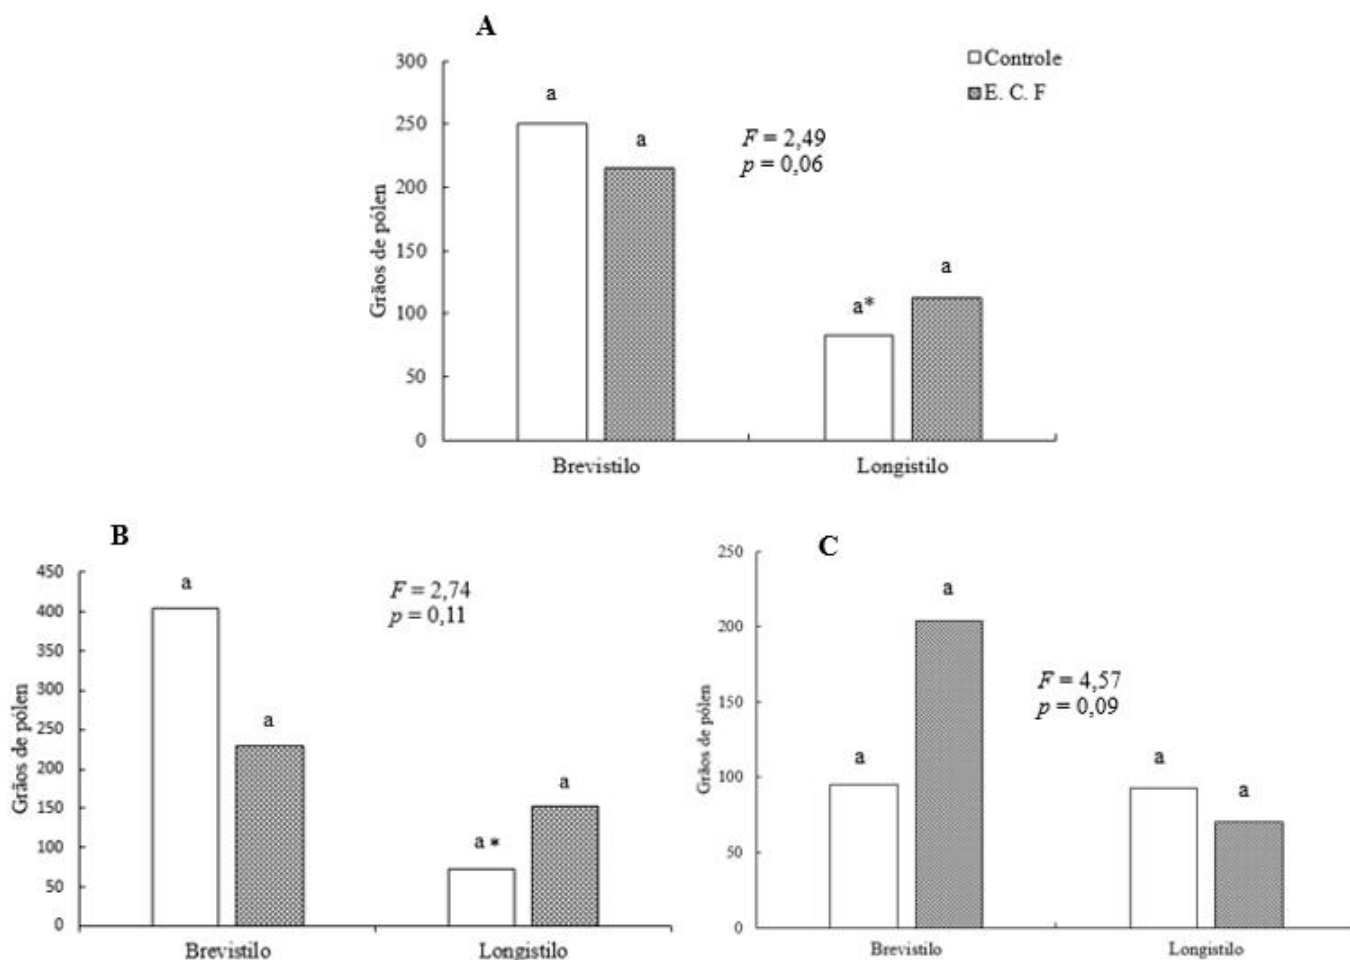 A
Controle
E. C. F
300
250
200
150
100
50
0
Grãos de pólen
a
a
F = 2,49
p = 0,06
a*
a
Brevistilo
Longistilo
B
450
400
350
300
250
200
150
100
50
0
Grãos de pólen
a
a
F = 2,74
p = 0,11
a *
a
Brevistilo
Longistilo
C
250
200
150
100
50
0
Grãos de pólen
a
a
F = 4,57
p = 0,09
a
a
Brevistilo
Longistilo